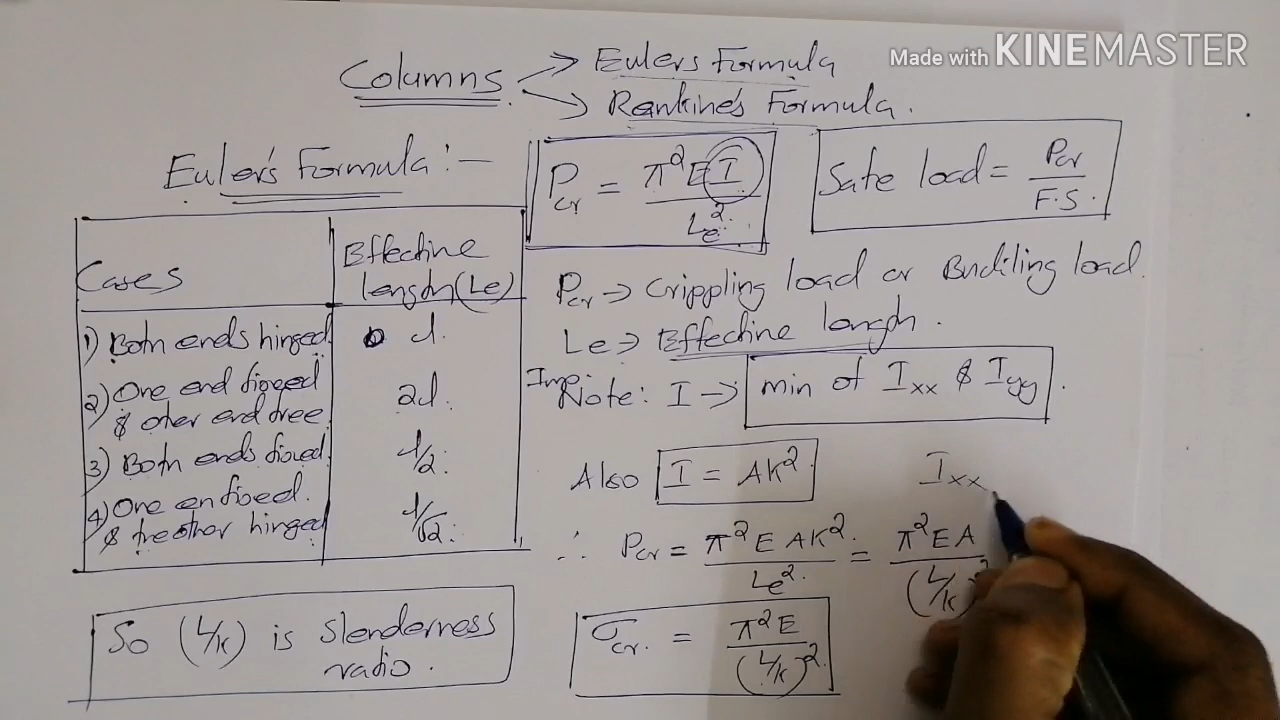 Made with KINEMASTER
Columns
Eulers Formula
Rankine's Formula.
Euler's Formula:-
Pcr = π²EI / Le²
Safe load = Pcr / F.S.
Cases
Effective length (Le)
1) Both ends hinged
l.
2) One end fixed & other end free
2l.
3) Both ends fixed
l/2.
4) One en fixed. & the other hinged
l/√2.
Pcr → Crippling load or Buckling load.
Le → Effective length.
Imp. Note: I → min of Ixx & Iyy.
Also I = AK².
∴ Pcr = π²E AK² / Le² = π²EA / (L/k)²
Ixx
So (L/k) is slenderness ratio.
σcr. = π²E / (L/k)².